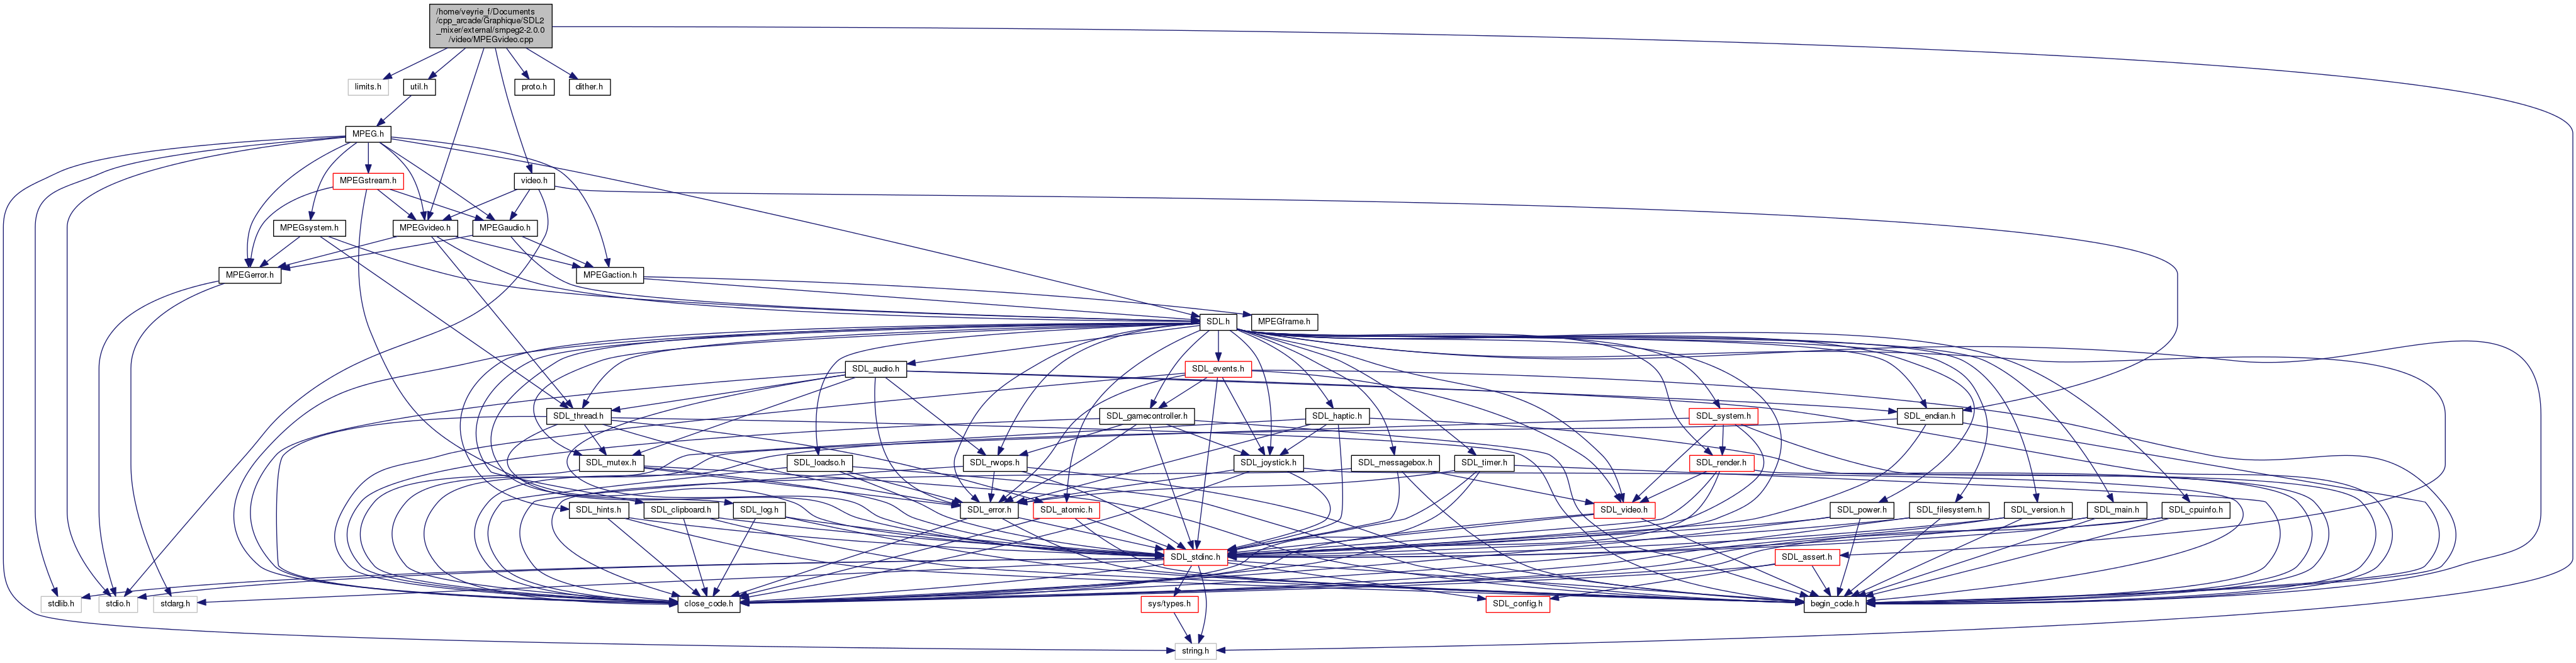 /home/veyrie_f/Documents
/cpp_arcade/Graphique/SDL2
_mixer/external/smpeg2-2.0.0
/video/MPEGvideo.cpp
limits.h
util.h
proto.h
dither.h
MPEG.h
MPEGstream.h
video.h
MPEGsystem.h
MPEGvideo.h
MPEGaudio.h
MPEGerror.h
MPEGaction.h
SDL.h
MPEGframe.h
SDL_audio.h
SDL_events.h
SDL_thread.h
SDL_gamecontroller.h
SDL_haptic.h
SDL_system.h
SDL_endian.h
SDL_mutex.h
SDL_loadso.h
SDL_rwops.h
SDL_joystick.h
SDL_messagebox.h
SDL_timer.h
SDL_render.h
SDL_hints.h
SDL_clipboard.h
SDL_log.h
SDL_error.h
SDL_atomic.h
SDL_video.h
SDL_power.h
SDL_filesystem.h
SDL_version.h
SDL_main.h
SDL_cpuinfo.h
SDL_stdinc.h
SDL_assert.h
stdlib.h
stdio.h
stdarg.h
close_code.h
sys/types.h
SDL_config.h
begin_code.h
string.h